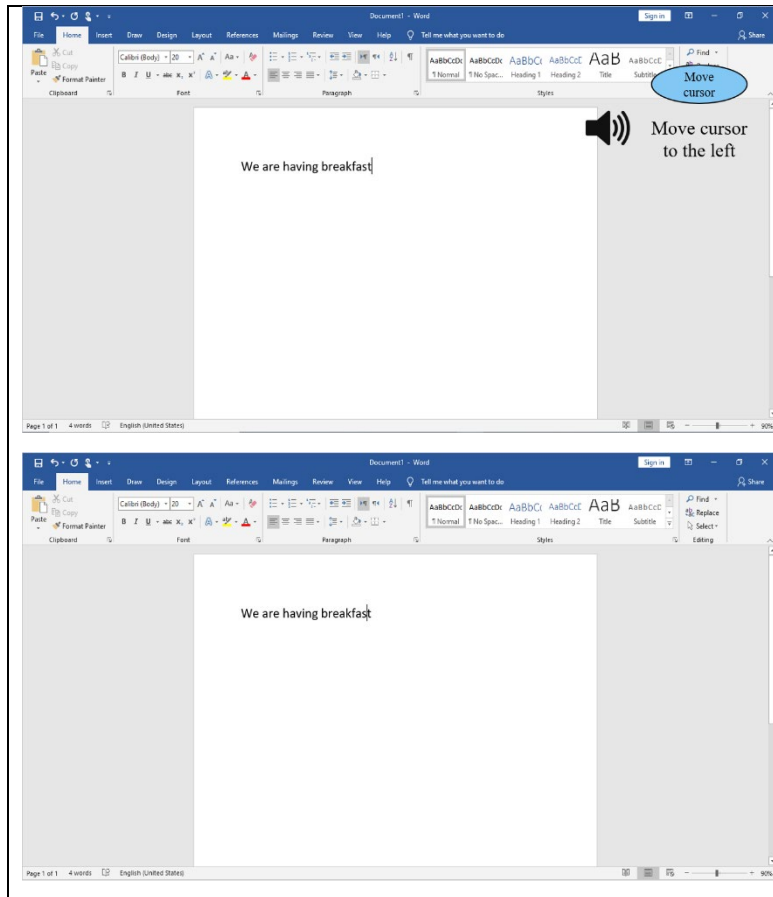 Document1 - Word
Sign in
File Home Insert Draw Design Layout References Mailings Review View Help Tell me what you want to do Share
Paste
Cut
Copy
Format Painter
Calibri (Body) 20
AaBbCcDc AaBbCcDc AaBbCc AaBbCcC AaB AaBbCcC
1 Normal 1 No Spac... Heading 1 Heading 2 Title Subtitle
Find
Clipboard Font Paragraph Styles
Move
cursor
Move cursor
to the left
We are having breakfast
Page 1 of 1 4 words English (United States) 90%
Document1 - Word
Sign in
File Home Insert Draw Design Layout References Mailings Review View Help Tell me what you want to do Share
Paste
Cut
Copy
Format Painter
Calibri (Body) 20
AaBbCcDc AaBbCcDc AaBbCc AaBbCcC AaB AaBbCcC
1 Normal 1 No Spac... Heading 1 Heading 2 Title Subtitle
Find
Replace
Select
Clipboard Font Paragraph Styles Editing
We are having breakfast
Page 1 of 1 4 words English (United States) 90%